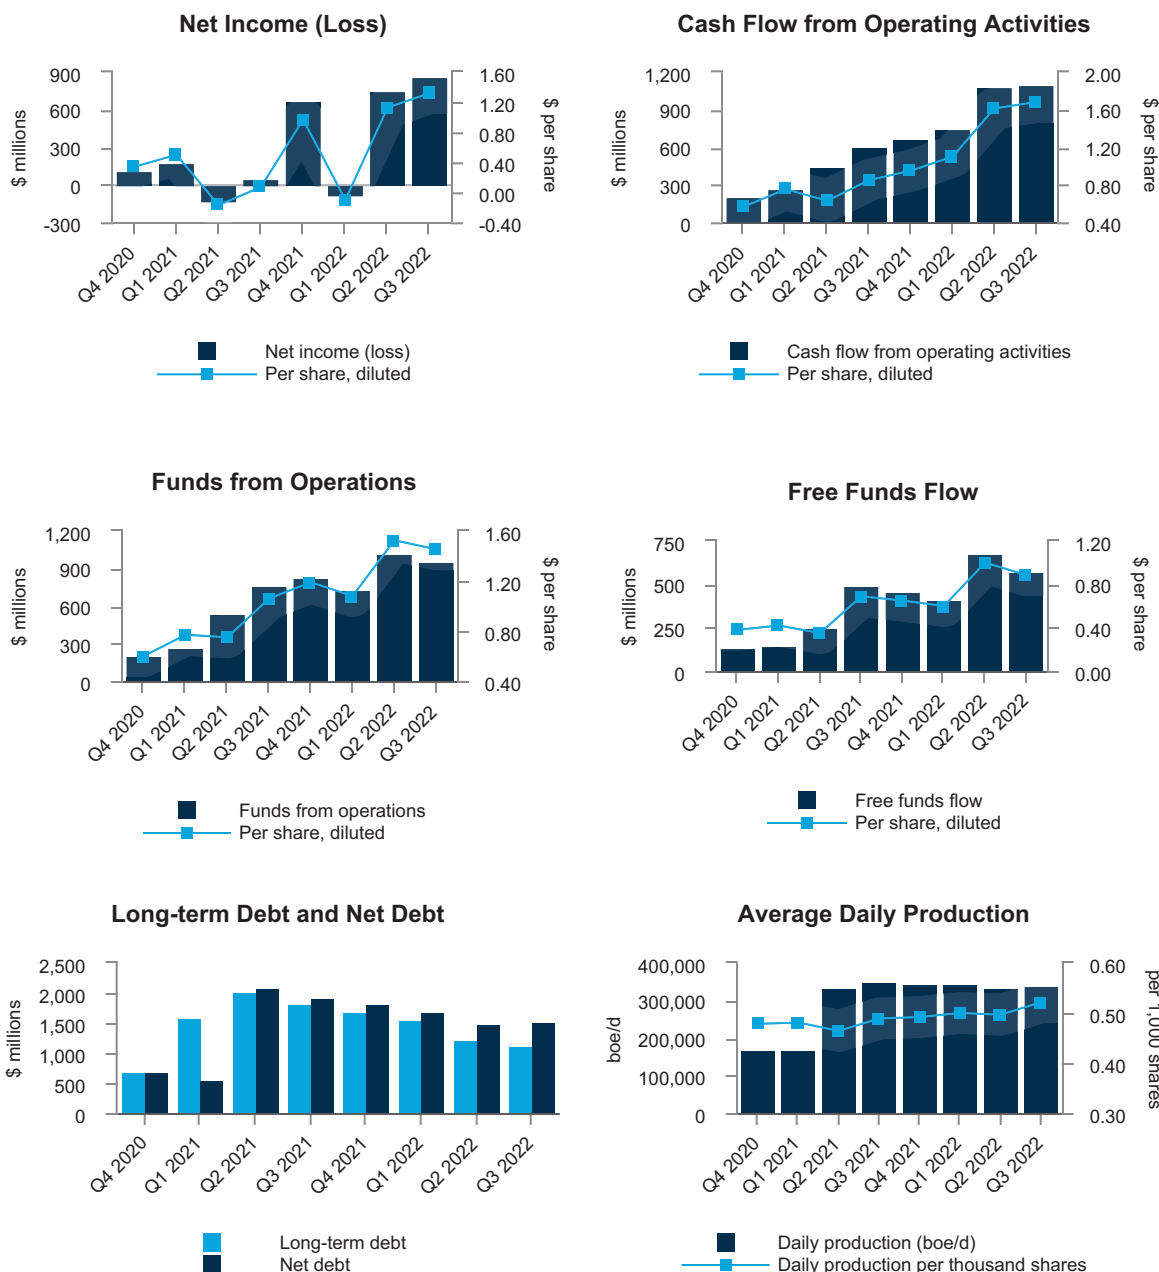 Net Income (Loss)
900
600
300
0
-300
$ millions
1.60
1.20
0.80
0.40
0.00
-0.40
$ per share
Q4 2020
Q1 2021
Q2 2021
Q3 2021
Q4 2021
Q1 2022
Q2 2022
Q3 2022
Net income (loss)
Per share, diluted
Cash Flow from Operating Activities
1,200
900
600
300
0
$ millions
2.00
1.60
1.20
0.80
0.40
$ per share
Q4 2020
Q1 2021
Q2 2021
Q3 2021
Q4 2021
Q1 2022
Q2 2022
Q3 2022
Cash flow from operating activities
Per share, diluted
Funds from Operations
1,200
900
600
300
0
$ millions
1.60
1.20
0.80
0.40
$ per share
Q4 2020
Q1 2021
Q2 2021
Q3 2021
Q4 2021
Q1 2022
Q2 2022
Q3 2022
Funds from operations
Per share, diluted
Free Funds Flow
750
500
250
0
$ millions
1.20
0.80
0.40
0.00
$ per share
Q4 2020
Q1 2021
Q2 2021
Q3 2021
Q4 2021
Q1 2022
Q2 2022
Q3 2022
Free funds flow
Per share, diluted
Long-term Debt and Net Debt
2,500
2,000
1,500
1,000
500
0
$ millions
Q4 2020
Q1 2021
Q2 2021
Q3 2021
Q4 2021
Q1 2022
Q2 2022
Q3 2022
Long-term debt
Net debt
Average Daily Production
400,000
300,000
200,000
100,000
0
boe/d
0.60
0.50
0.40
0.30
per 1,000 shares
Q4 2020
Q1 2021
Q2 2021
Q3 2021
Q4 2021
Q1 2022
Q2 2022
Q3 2022
Daily production (boe/d)
Daily production per thousand shares